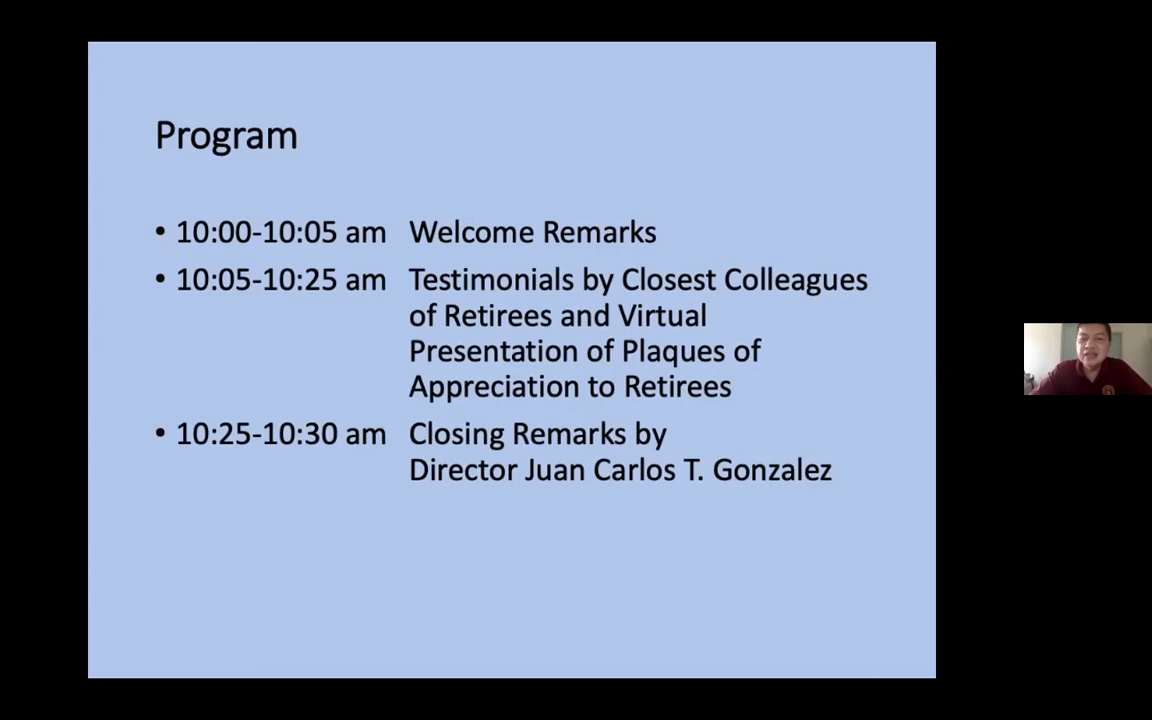 Program
• 10:00-10:05 am Welcome Remarks
• 10:05-10:25 am Testimonials by Closest Colleagues
of Retirees and Virtual
Presentation of Plaques of
Appreciation to Retirees
• 10:25-10:30 am Closing Remarks by
Director Juan Carlos T. Gonzalez